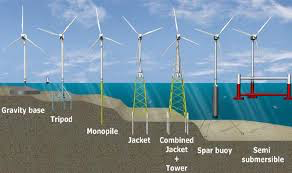 Gravity base
Tripod
Monopile
Jacket
Combined
Jacket
+
Tower
Spar buoy
Semi
submersible